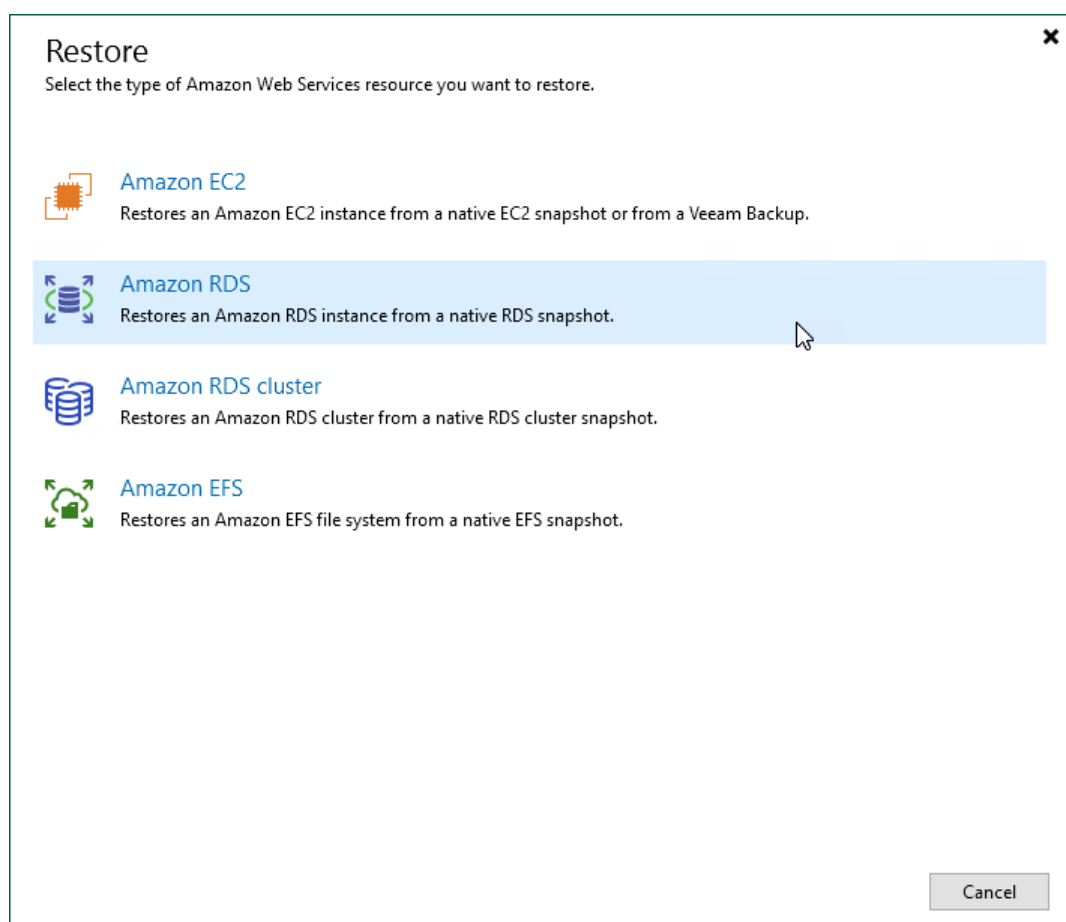 Restore
Select the type of Amazon Web Services resource you want to restore.
Amazon EC2
Restores an Amazon EC2 instance from a native EC2 snapshot or from a Veeam Backup.
Amazon RDS
Restores an Amazon RDS instance from a native RDS snapshot.
Amazon RDS cluster
Restores an Amazon RDS cluster from a native RDS cluster snapshot.
Amazon EFS
Restores an Amazon EFS file system from a native EFS snapshot.
Cancel